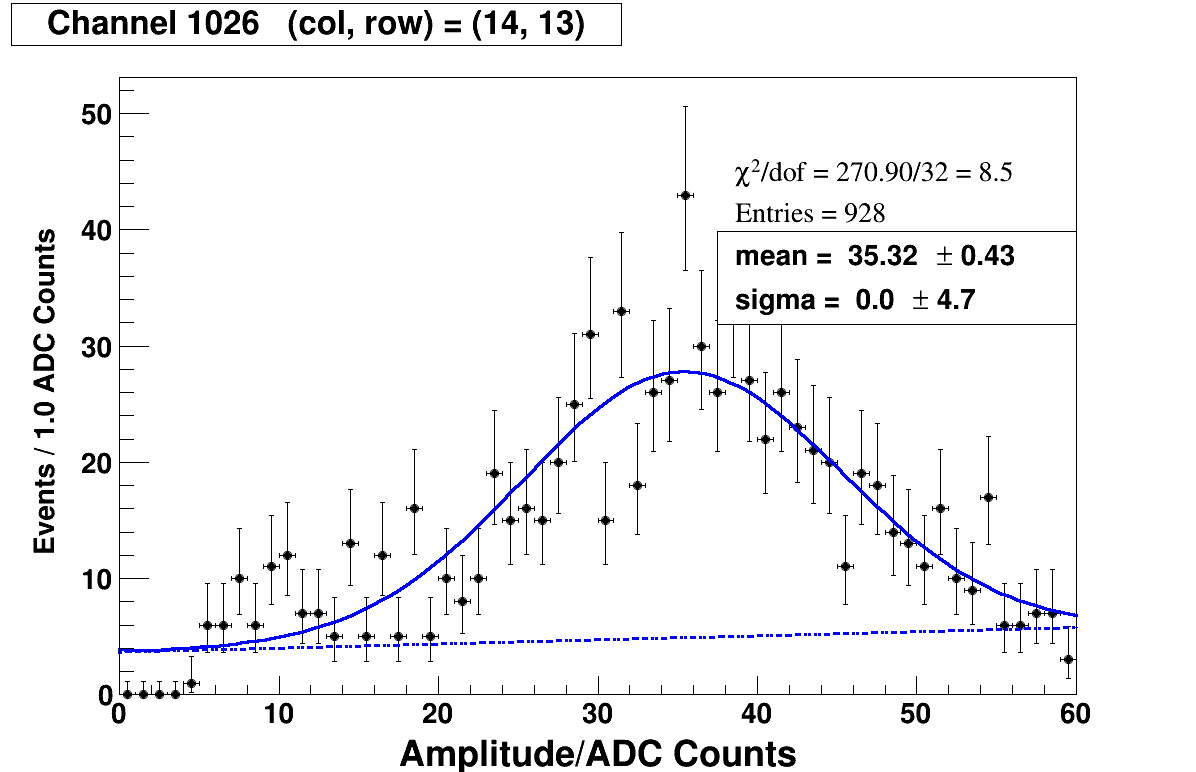 Channel 1026 (col, row) = (14, 13)
χ²/dof = 270.90/32 = 8.5
Entries = 928
mean = 35.32 ± 0.43
sigma = 0.0 ± 4.7
Events / 1.0 ADC Counts
50
40
30
20
10
0
0 10 20 30 40 50 60
Amplitude/ADC Counts